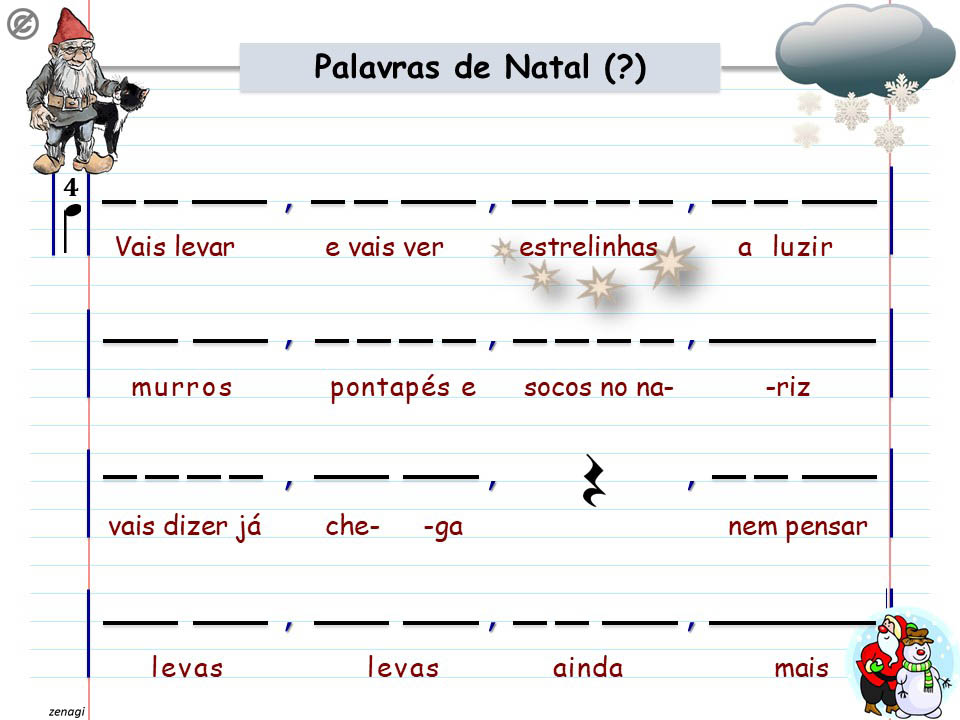 Palavras de Natal (?)
4
, , ,
Vais levar e vais ver estrelinhas a luzir
, , ,
murros pontapés e socos no na- -riz
, , ,
vais dizer já che- -ga nem pensar
, , ,
levas levas ainda mais
zenagi